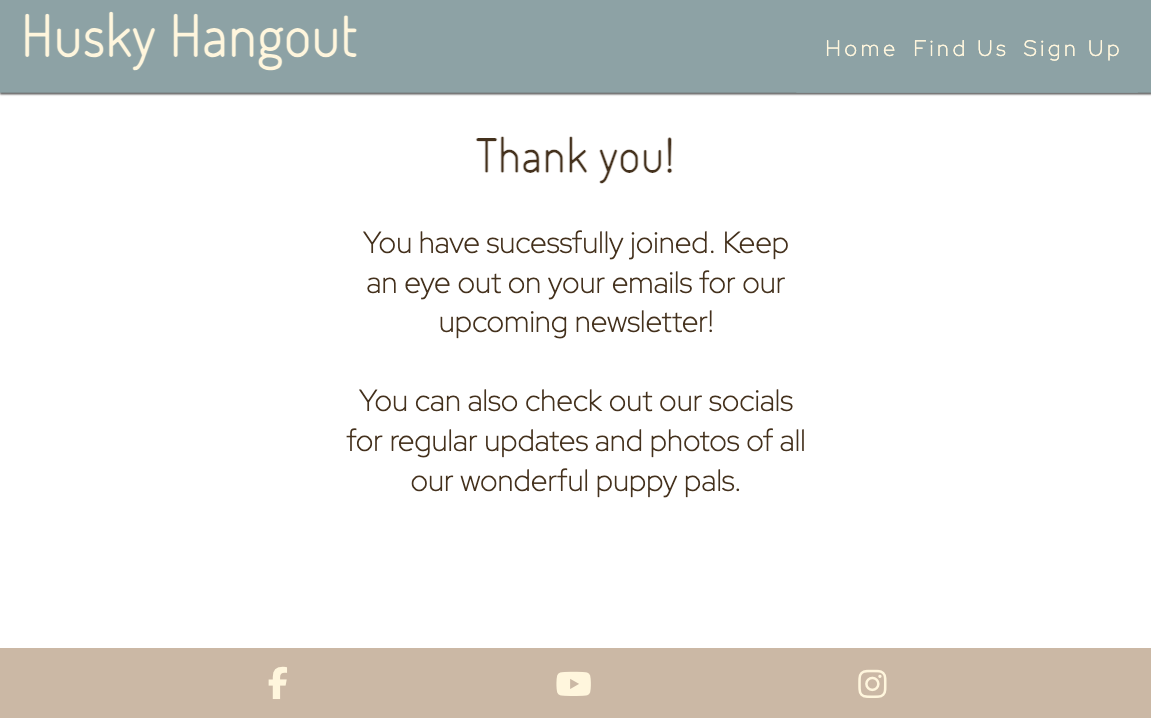 Husky Hangout
Home Find Us Sign Up
Thank you!
You have sucessfully joined. Keep
an eye out on your emails for our
upcoming newsletter!
You can also check out our socials
for regular updates and photos of all
our wonderful puppy pals.